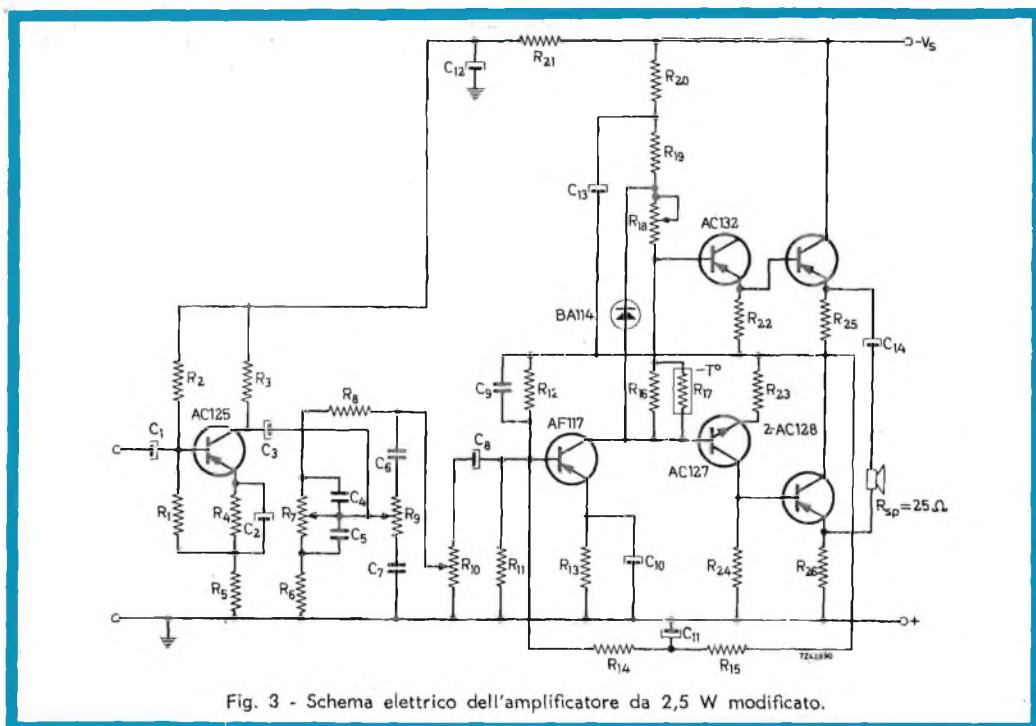 -Vs
R21
C12
R20
R19
C13
R18
AC132
BA114
R22
R25
C14
R2
R3
R8
C9
R12
R16
-T°
R17
R23
AC125
C1
C3
AF117
2-AC128
AC127
C8
C6
C4
R1
R4
C2
R7
R9
Rsp=25Ω
C5
R10
R11
R13
C10
R24
R26
R5
R6
C7
+
C11
R14
R15
Fig. 3 - Schema elettrico dell'amplificatore da 2,5 W modificato.